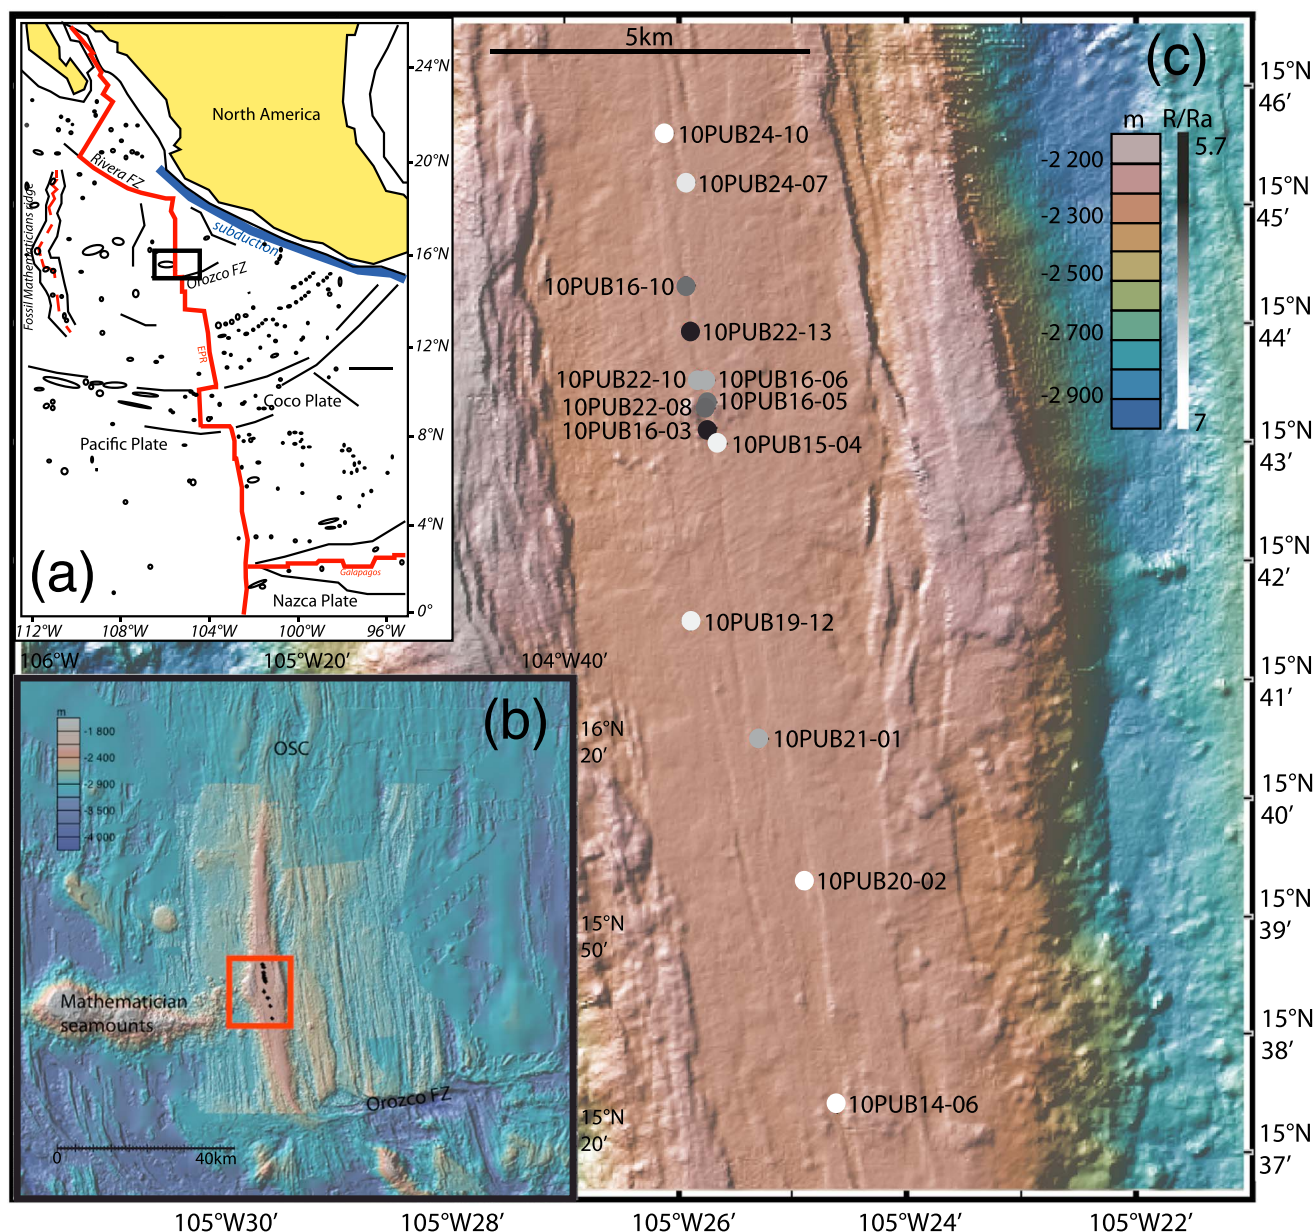 (a)
North America
Rivera FZ
subduction
Fossil Mathematicians ridge
Orozco FZ
EPR
Coco Plate
Pacific Plate
Galapagos
Nazca Plate
24°N
20°N
16°N
12°N
8°N
4°N
0°
112°W
108°W
104°W
100°W
96°W
(c)
5km
m
-2 200
-2 300
-2 500
-2,700
-2 900
R/Ra
5.7
7
10PUB24-10
10PUB24-07
10PUB16-10
10PUB22-13
10PUB22-10
10PUB16-06
10PUB16-05
10PUB22-08
10PUB16-03
10PUB15-04
10PUB19-12
10PUB21-01
10PUB20-02
10PUB14-06
15°N
46’
15°N
45’
15°N
44’
15°N
43’
15°N
42’
15°N
41’
15°N
40’
15°N
39’
15°N
38’
15°N
37’
106°W
105°W20’
104°W40’
(b)
m
-1 800
-2 400
-2 900
-3 500
-4 000
OSC
Mathematician
seamounts
Orozco FZ
0
40km
16°N
20’
15°N
50’
15°N
20’
105°W30’
105°W28’
105°W26’
105°W24’
105°W22’